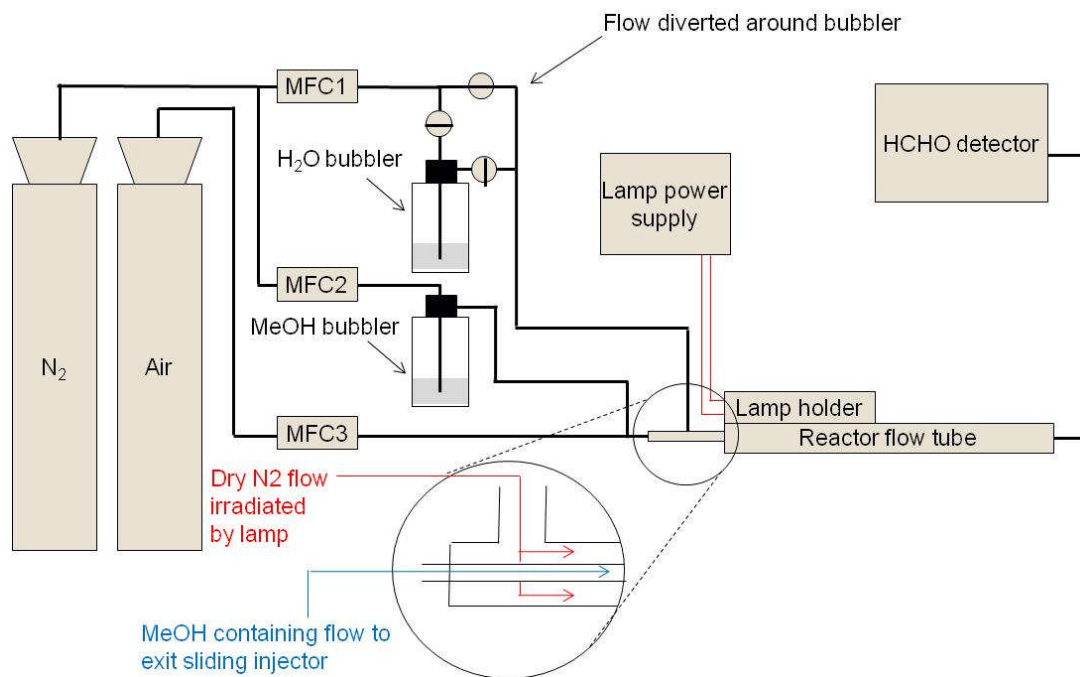 Flow diverted around bubbler
MFC1
HCHO detector
H₂O bubbler
Lamp power
supply
MFC2
MeOH bubbler
N₂
Air
Lamp holder
MFC3
Reactor flow tube
Dry N2 flow
irradiated
by lamp
MeOH containing flow to
exit sliding injector